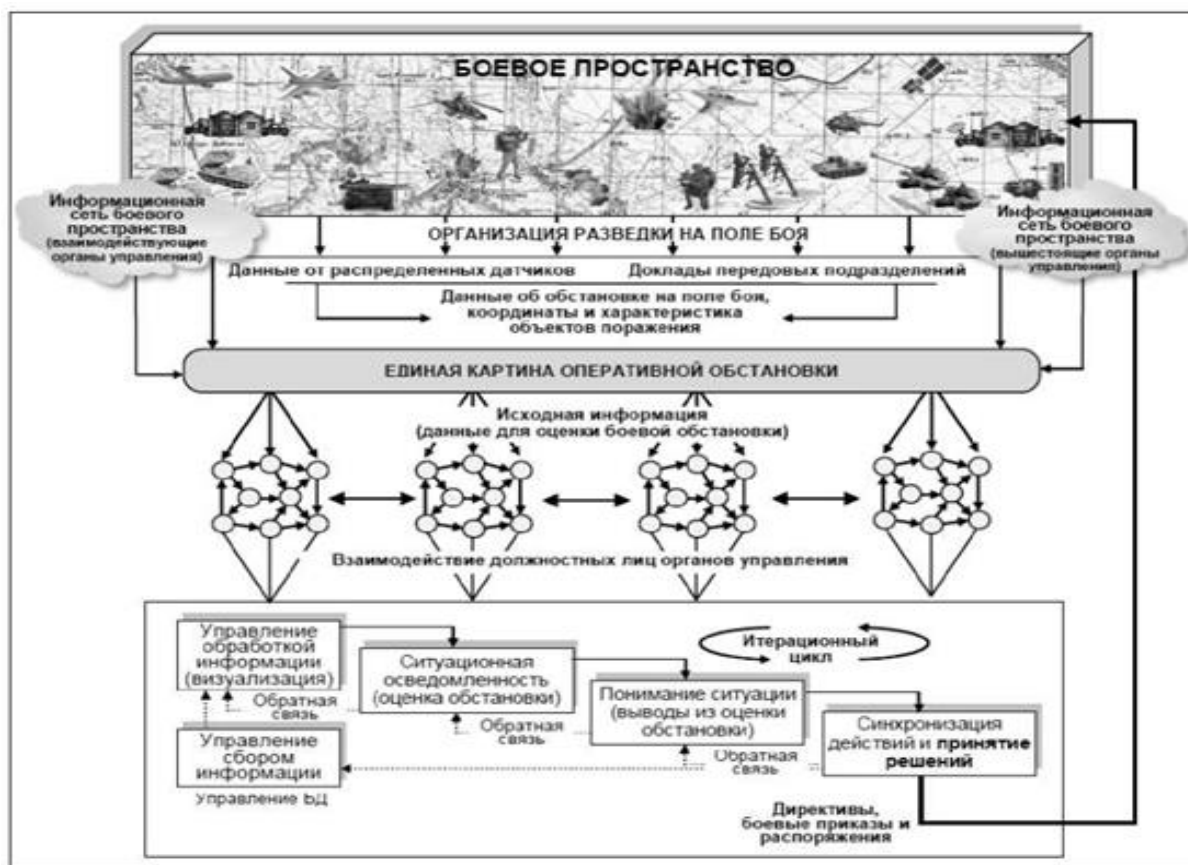 БОЕВОЕ ПРОСТРАНСТВО
Информационная
сеть боевого
пространства
(взаимодействующие
органы управления)
Информационная
сеть боевого
пространства
(вышестоящие органы
управления)
ОРГАНИЗАЦИЯ РАЗВЕДКИ НА ПОЛЕ БОЯ
Данные от распределенных датчиков
Доклады передовых подразделений
Данные об обстановке на поле боя,
координаты и характеристика
объектов поражения
ЕДИНАЯ КАРТИНА ОПЕРАТИВНОЙ ОБСТАНОВКИ
Исходная информация
(данные для оценки боевой обстановки)
Взаимодействие должностных лиц органов управления
Управление
обработкой
информации
(визуализация)
Ситуационная
осведомленность
(оценка обстановки)
Итерационный
цикл
Понимание ситуации
(выводы из оценки
обстановки)
Синхронизация
действий и принятие
решений
Обратная
связь
Обратная
связь
Обратная
связь
Управление
сбором
информации
Управление БД
Директивы,
боевые приказы и
распоряжения